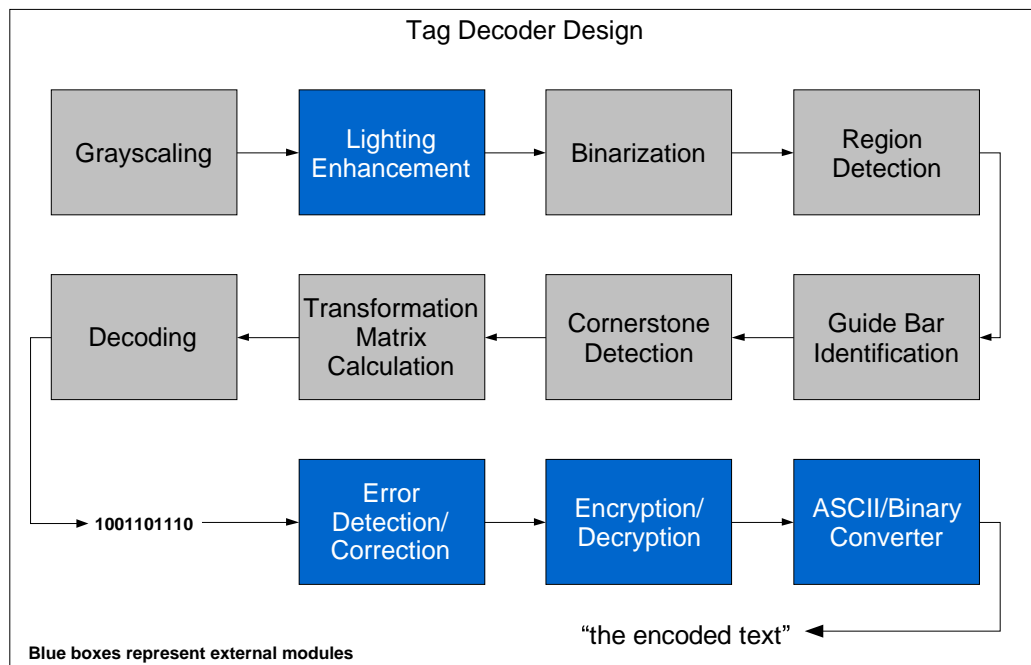 Tag Decoder Design
Grayscaling
Lighting
Enhancement
Binarization
Region
Detection
Decoding
Transformation
Matrix
Calculation
Cornerstone
Detection
Guide Bar
Identification
1001101110
Error
Detection/
Correction
Encryption/
Decryption
ASCII/Binary
Converter
“the encoded text”
Blue boxes represent external modules